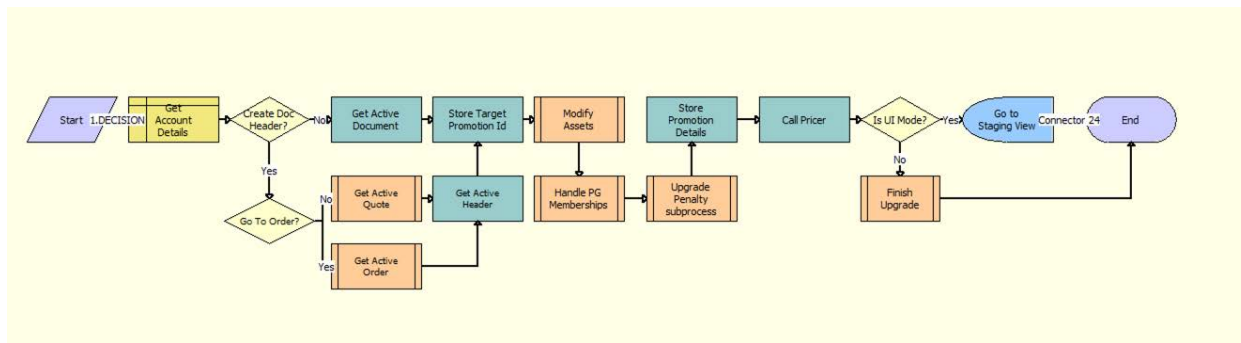 Start
1.DECISION
Get
Account
Details
Create Doc
Header?
No
Get Active
Document
Store Target
Promotion Id
Modify
Assets
Store
Promotion
Details
Call Pricer
Is UI Mode?
Yes
Go to
Staging View
Connector 24
End
Yes
No
Go To Order?
No
Get Active
Quote
Get Active
Header
Handle PG
Memberships
Upgrade
Penalty
subprocess
Finish
Upgrade
Yes
Get Active
Order